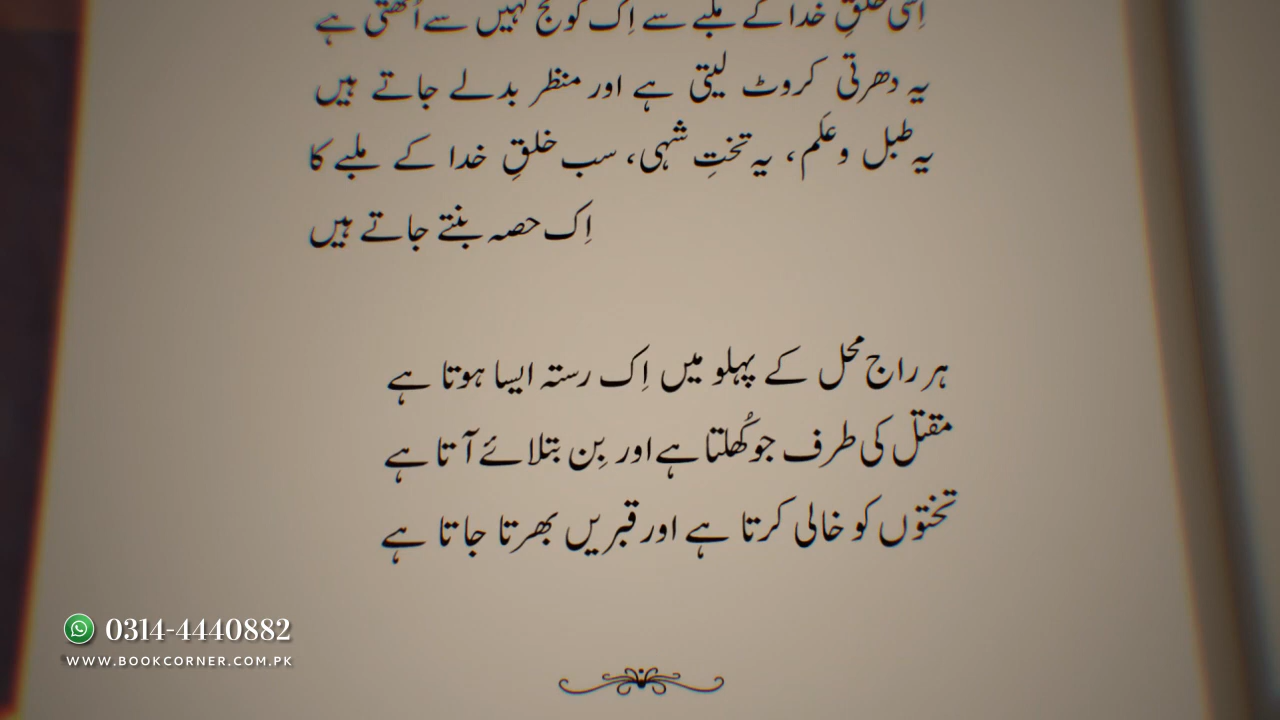 اِسی خلقِ خدا کے ملبے سے اِک گونج کہیں سے اُٹھتی ہے
یہ دھرتی کروٹ لیتی ہے اور منظر بدلے جاتے ہیں
یہ طبل و عَلم، یہ تختِ شہی، سب خلقِ خدا کے ملبے کا
اِک حصہ بنتے جاتے ہیں
ہر راج محل کے پہلو میں اِک رستہ ایسا ہوتا ہے
مقتل کی طرف جو کُھلتا ہے اور بِن بتلائے آتا ہے
تختوں کو خالی کرتا ہے اور قبریں بھرتا جاتا ہے
0314-4440882
WWW.BOOKCORNER.COM.PK